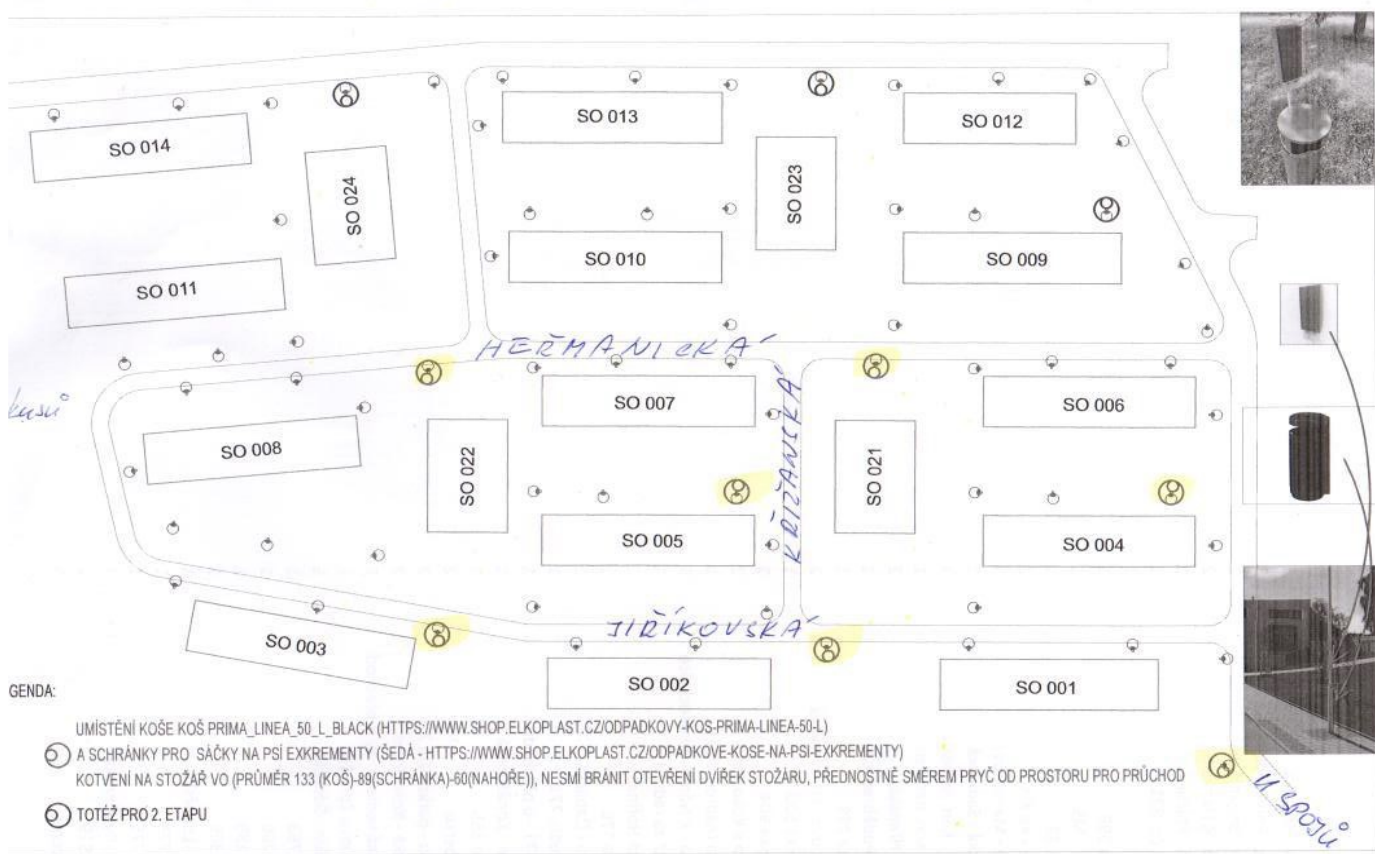 SO 014
SO 013
SO 012
SO 024
SO 023
SO 011
SO 010
SO 009
HEŘMANICKÁ
kusů
SO 007
SO 006
SO 008
SO 022
KŘIŽANSKÁ
SO 021
SO 005
SO 004
JIŘÍKOVSKÁ
SO 003
SO 002
SO 001
GENDA:
UMÍSTĚNÍ KOŠE KOŠ PRIMA_LINEA_50_L_BLACK (HTTPS://WWW.SHOP.ELKOPLAST.CZ/ODPADKOVY-KOS-PRIMA-LINEA-50-L)
A SCHRÁNKY PRO SÁČKY NA PSÍ EXKREMENTY (ŠEDÁ - HTTPS://WWW.SHOP.ELKOPLAST.CZ/ODPADKOVE-KOSE-NA-PSI-EXKREMENTY)
KOTVENÍ NA STOŽÁR VO (PRŮMĚR 133 (KOŠ)-89(SCHRÁNKA)-60(NAHOŘE)), NESMÍ BRÁNIT OTEVŘENÍ DVÍŘEK STOŽÁRU, PŘEDNOSTNĚ SMĚREM PRYČ OD PROSTORU PRO PRŮCHOD
U SPOJŮ
TOTÉŽ PRO 2. ETAPU